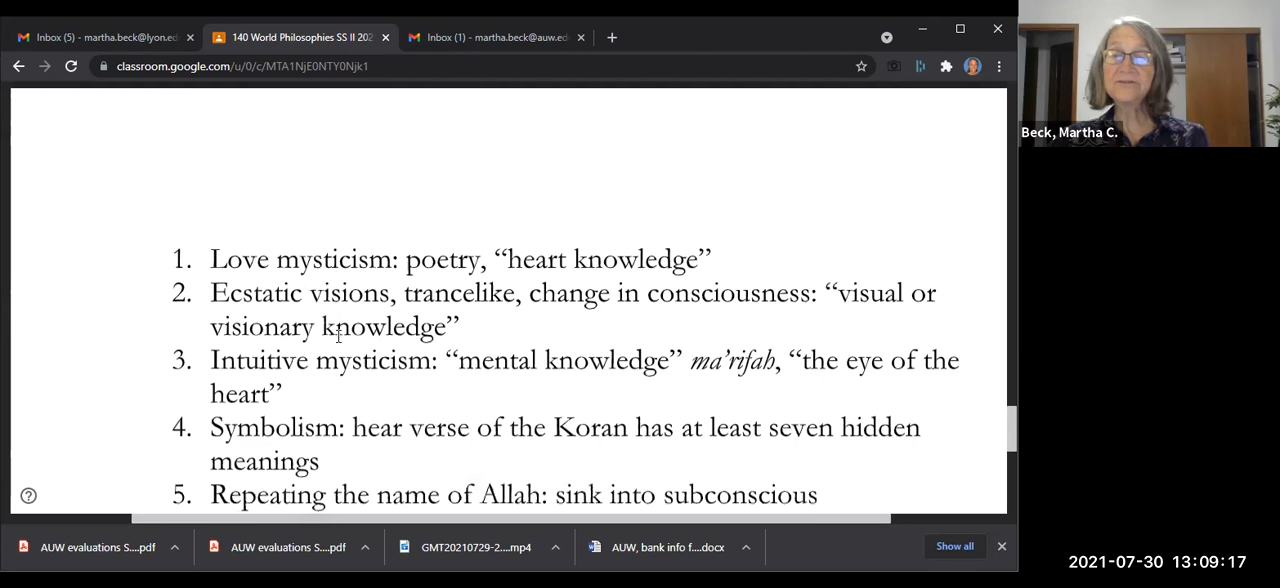 Inbox (5) - martha.beck@lyon.ed
140 World Philosophies SS II 202
Inbox (1) - martha.beck@auw.ed
classroom.google.com/u/0/c/MTA1NjE0NTY0Njk1
Beck, Martha C.
1. Love mysticism: poetry, “heart knowledge”
2. Ecstatic visions, trancelike, change in consciousness: “visual or
visionary knowledge”
3. Intuitive mysticism: “mental knowledge” ma’rifah, “the eye of the
heart”
4. Symbolism: hear verse of the Koran has at least seven hidden
meanings
5. Repeating the name of Allah: sink into subconscious
AUW evaluations S....pdf
AUW evaluations S....pdf
GMT20210729-2....mp4
AUW, bank info f....docx
Show all
2021-07-30 13:09:17